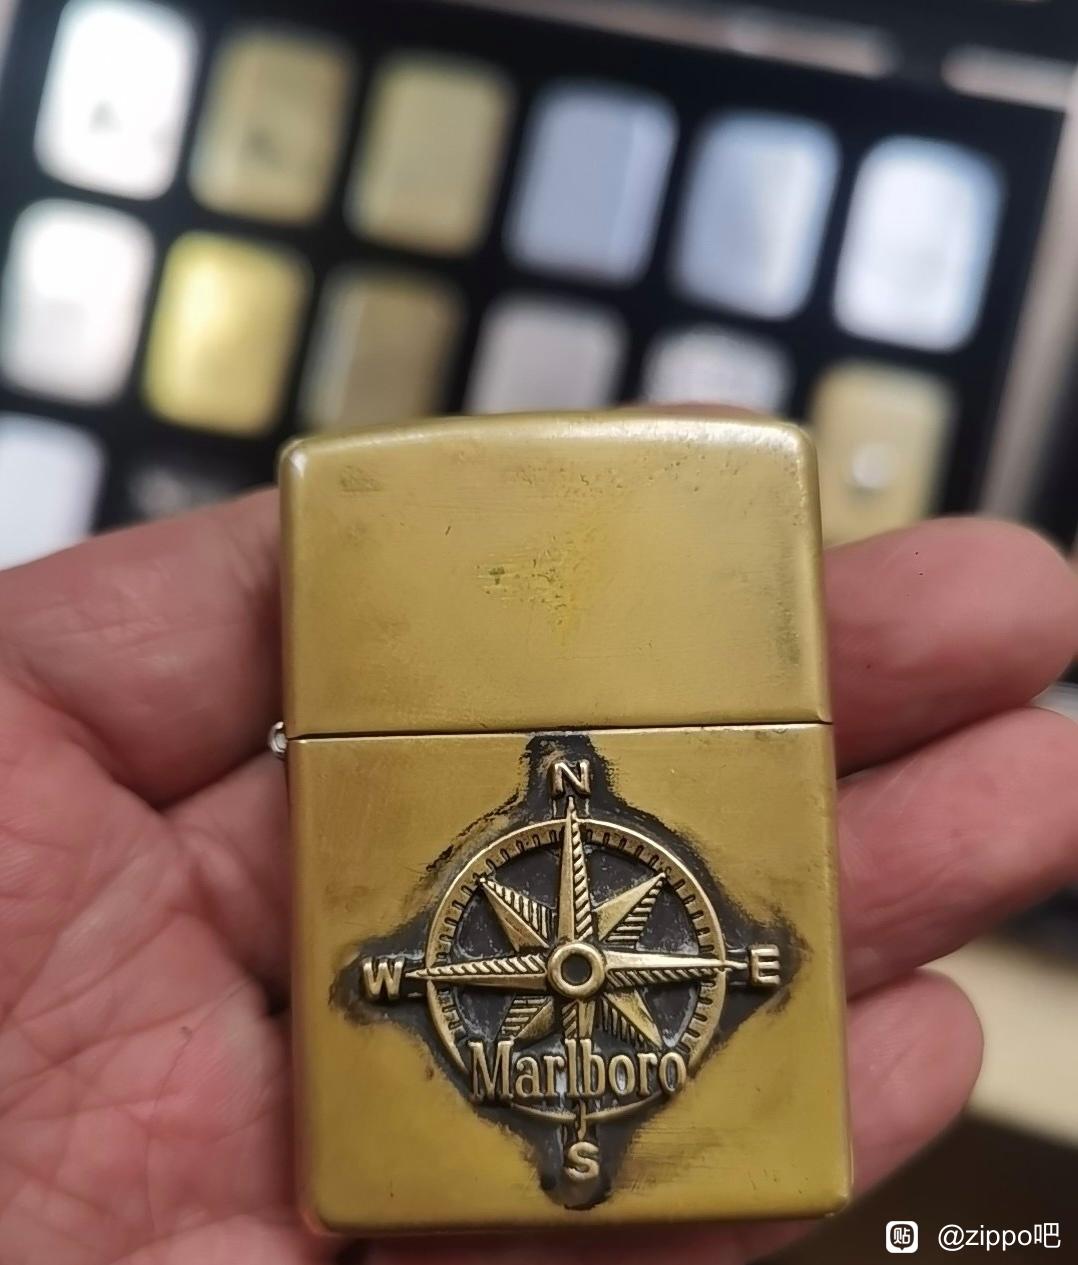 N
W E
Marlboro
S
贴 @zippo吧